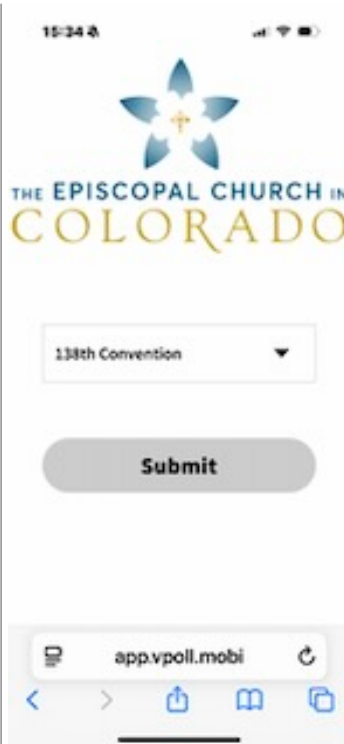 15:34
THE EPISCOPAL CHURCH IN
COLORADO
138th Convention
Submit
app.vpoll.mobi